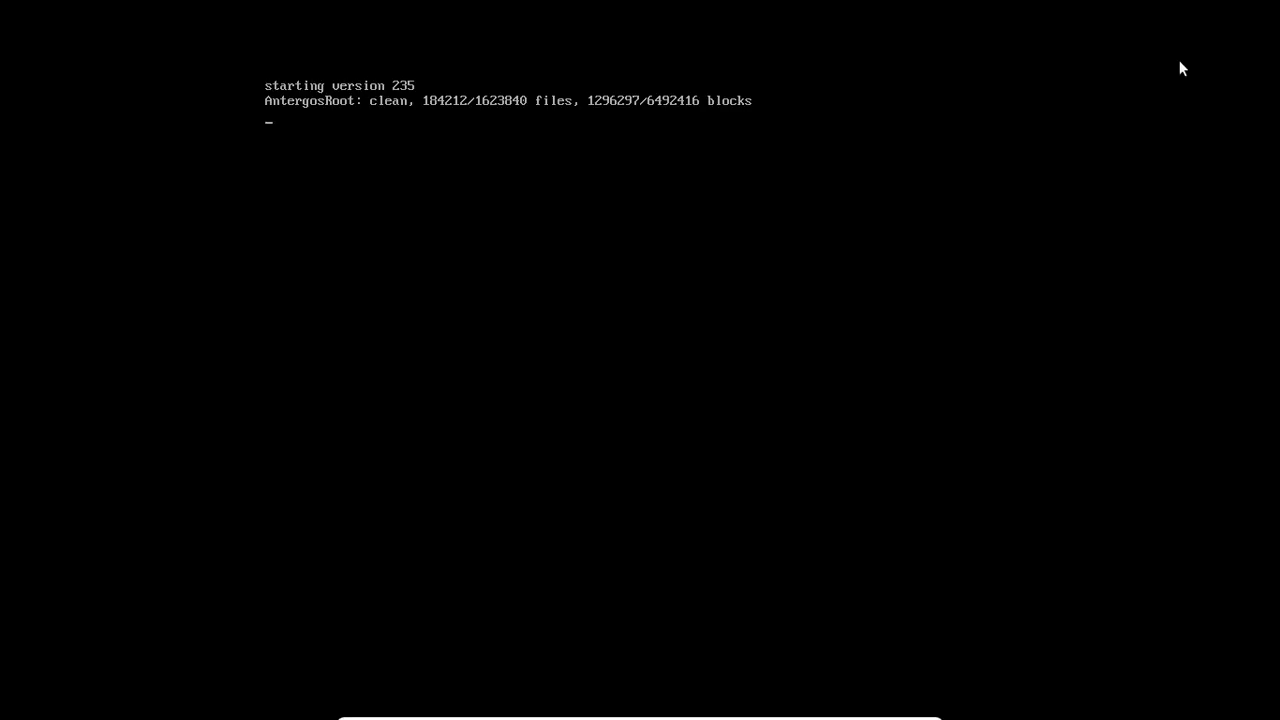 starting version 235
AntergosRoot: clean, 184212/1623840 files, 1296297/6492416 blocks
_